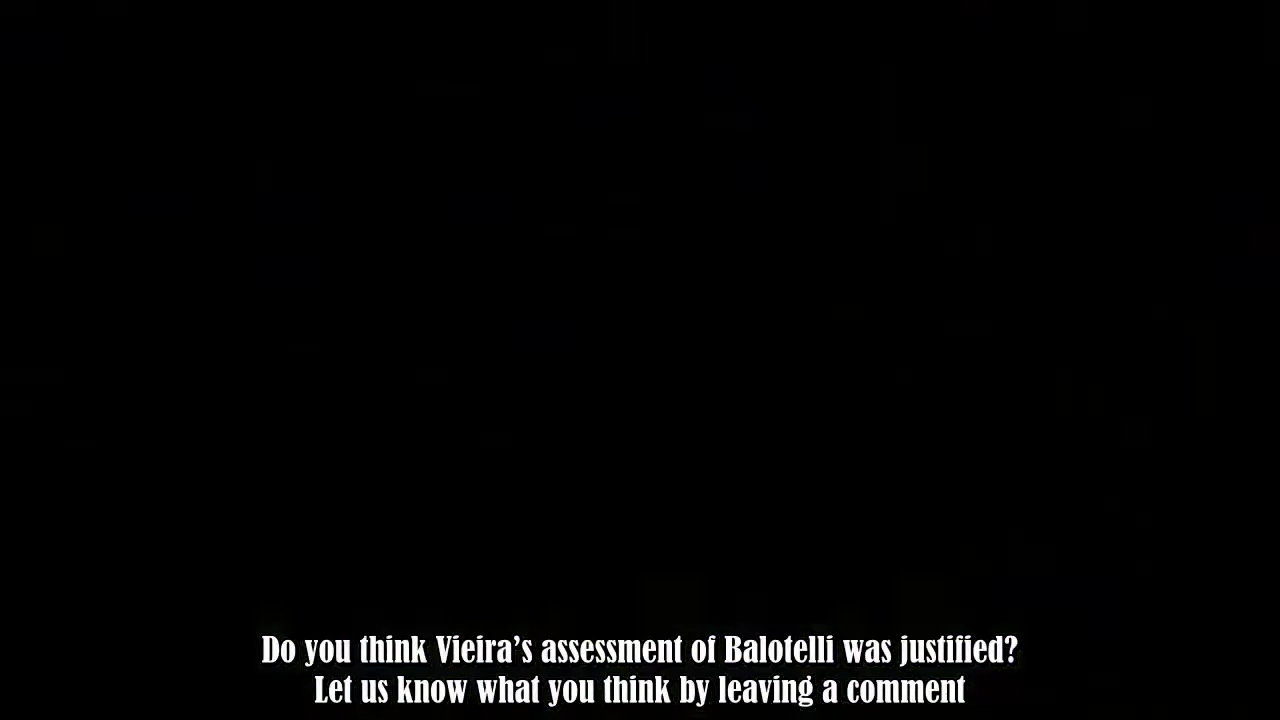 Do you think Vieira’s assessment of Balotelli was justified?
Let us know what you think by leaving a comment